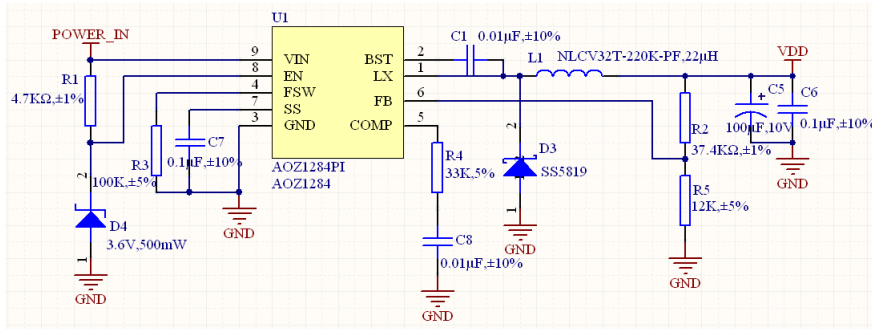 U1
POWER_IN
C1
0.01µF,±10%
VDD
9
VIN
BST
2
L1
NLCV32T-220K-PF,22µH
8
EN
LX
1
R1
4
FSW
4.7KΩ,±1%
7
SS
FB
6
C5
C6
3
GND
COMP
5
R2
100µF,10V
0.1µF,±10%
C7
R4
2
D3
37.4KΩ,±1%
0.1µF,±10%
AOZ1284PI
33K,5%
SS5819
GND
R3
AOZ1284
2
100K,±5%
R5
12K,±5%
1
D4
GND
C8
GND
3.6V,500mW
0.01µF,±10%
GND
1
GND
GND